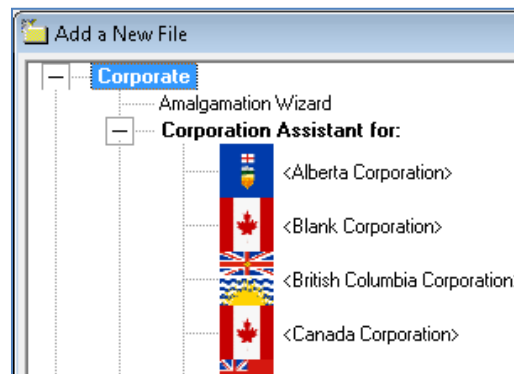 Add a New File
Corporate
Amalgamation Wizard
Corporation Assistant for:
<Alberta Corporation>
<Blank Corporation>
<British Columbia Corporation
<Canada Corporation>